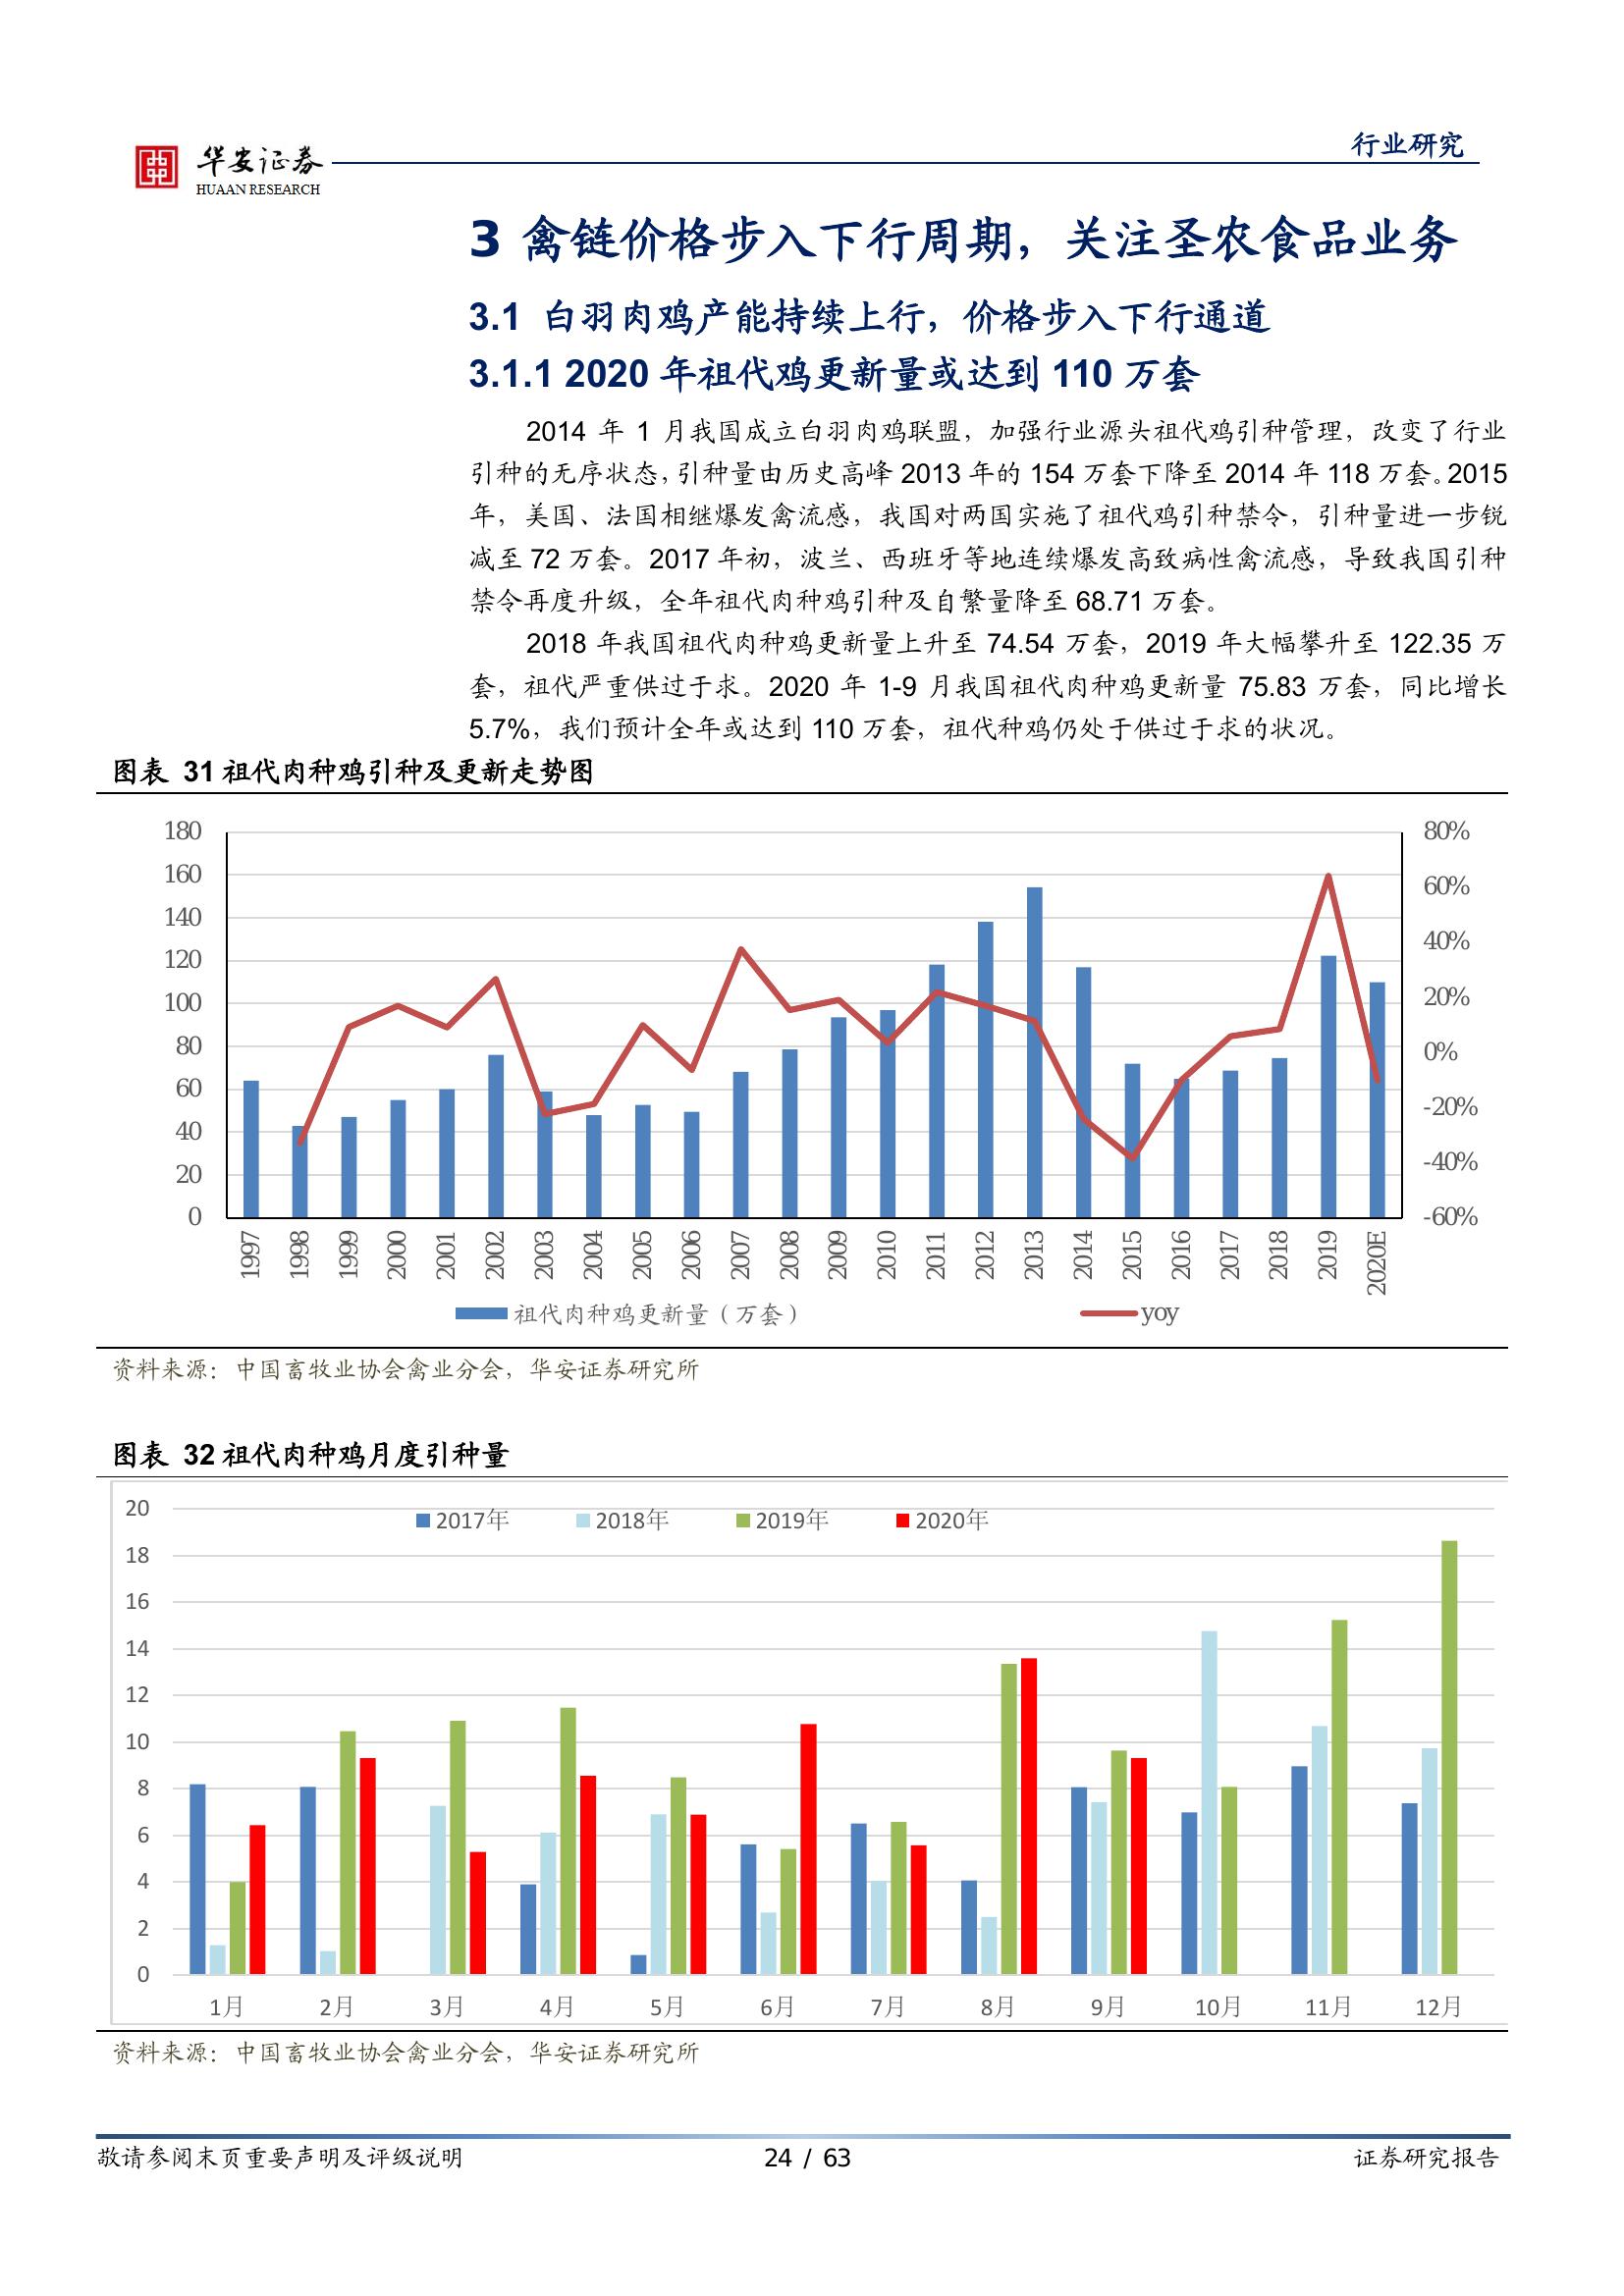 华安证券
HUAAN RESEARCH
行业研究
3 禽链价格步入下行周期，关注圣农食品业务
3.1 白羽肉鸡产能持续上行，价格步入下行通道
3.1.1 2020 年祖代鸡更新量或达到 110 万套
2014 年 1 月我国成立白羽肉鸡联盟，加强行业源头祖代鸡引种管理，改变了行业
引种的无序状态，引种量由历史高峰 2013 年的 154 万套下降至 2014 年 118 万套。2015
年，美国、法国相继爆发禽流感，我国对两国实施了祖代鸡引种禁令，引种量进一步锐
减至 72 万套。2017 年初，波兰、西班牙等地连续爆发高致病性禽流感，导致我国引种
禁令再度升级，全年祖代肉种鸡引种及自繁量降至 68.71 万套。
2018 年我国祖代肉种鸡更新量上升至 74.54 万套，2019 年大幅攀升至 122.35 万
套，祖代严重供过于求。2020 年 1-9 月我国祖代肉种鸡更新量 75.83 万套，同比增长
5.7%，我们预计全年或达到 110 万套，祖代种鸡仍处于供过于求的状况。
图表 31 祖代肉种鸡引种及更新走势图
180
160
140
120
100
80
60
40
20
0
80%
60%
40%
20%
0%
-20%
-40%
-60%
1997 1998 1999 2000 2001 2002 2003 2004 2005 2006 2007 2008 2009 2010 2011 2012 2013 2014 2015 2016 2017 2018 2019 2020E
祖代肉种鸡更新量（万套） yoy
资料来源：中国畜牧业协会禽业分会，华安证券研究所
图表 32 祖代肉种鸡月度引种量
2017年 2018年 2019年 2020年
20
18
16
14
12
10
8
6
4
2
0
1月 2月 3月 4月 5月 6月 7月 8月 9月 10月 11月 12月
资料来源：中国畜牧业协会禽业分会，华安证券研究所
敬请参阅末页重要声明及评级说明 24 / 63 证券研究报告